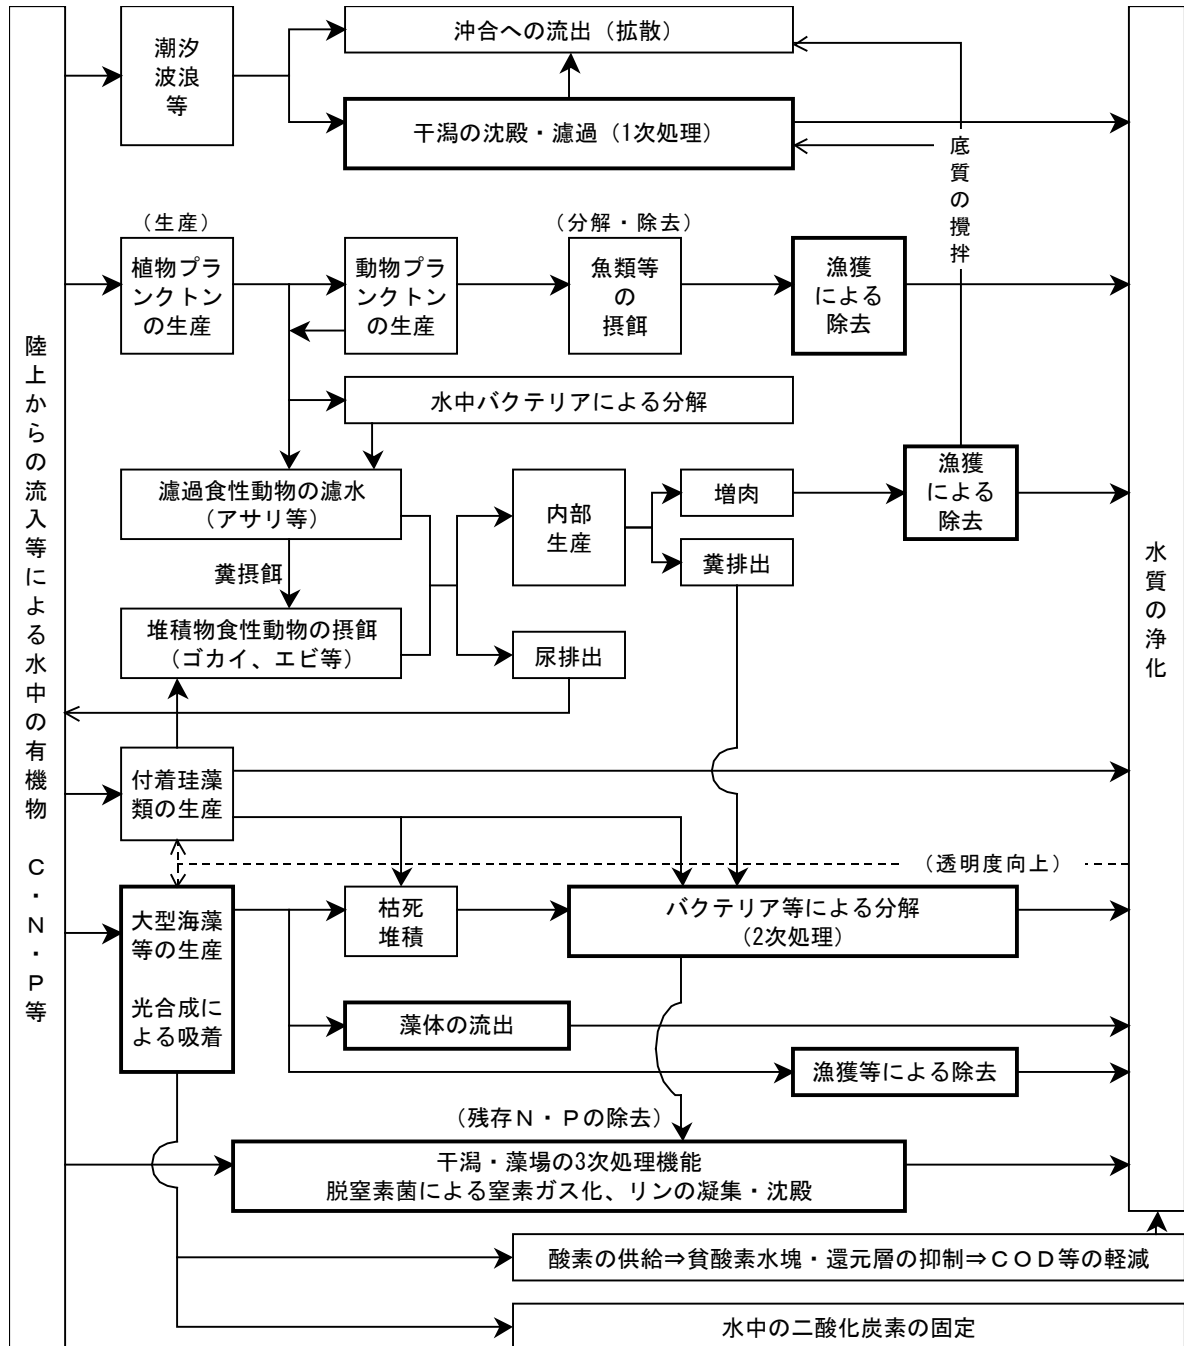 陸上からの流入等による水中の有機物 C・N・P等
潮汐
波浪
等
沖合への流出（拡散）
干潟の沈殿・濾過（1次処理）
底質の攪拌
（生産）
（分解・除去）
植物プラ
ンクトン
の生産
動物プラ
ンクトン
の生産
魚類等
の
摂餌
漁獲
による
除去
水中バクテリアによる分解
濾過食性動物の濾水
（アサリ等）
糞摂餌
堆積物食性動物の摂餌
（ゴカイ、エビ等）
内部
生産
増肉
糞排出
尿排出
漁獲
による
除去
水質の浄化
付着珪藻
類の生産
（透明度向上）
大型海藻
等の生産
光合成に
よる吸着
枯死
堆積
バクテリア等による分解
（2次処理）
藻体の流出
漁獲等による除去
（残存N・Pの除去）
干潟・藻場の3次処理機能
脱窒素菌による窒素ガス化、リンの凝集・沈殿
酸素の供給⇒貧酸素水塊・還元層の抑制⇒COD等の軽減
水中の二酸化炭素の固定